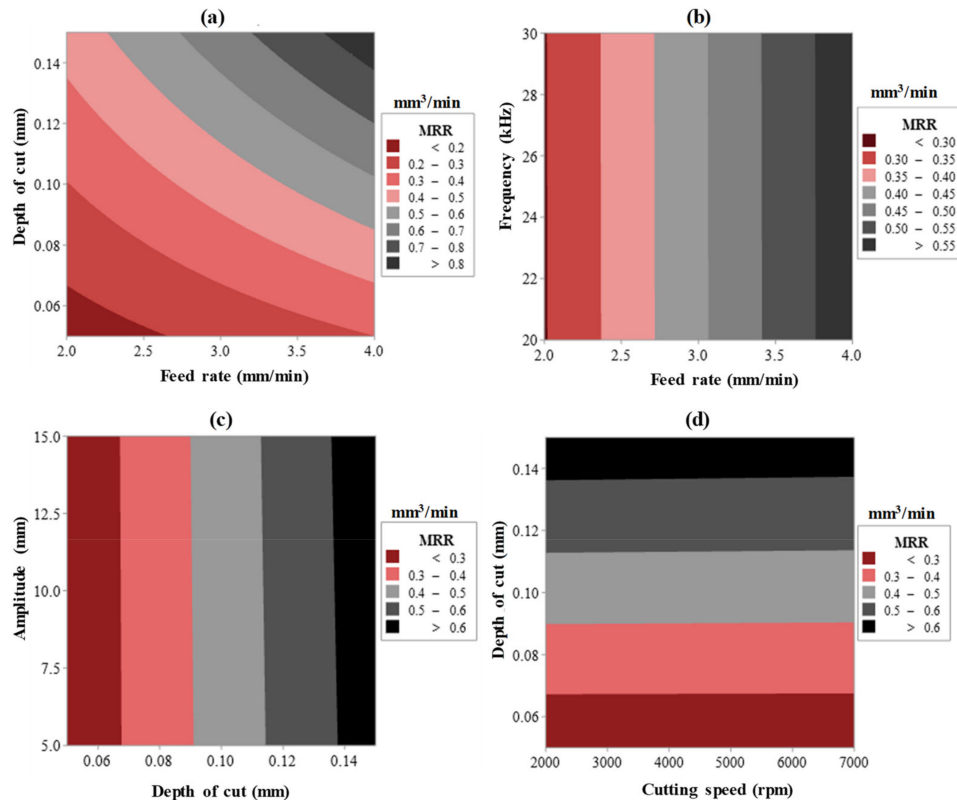 (a)
Depth of cut (mm)
0.14
0.12
0.10
0.08
0.06
2.0 2.5 3.0 3.5 4.0
Feed rate (mm/min)
mm³/min
MRR
< 0.2
0.2 – 0.3
0.3 – 0.4
0.4 – 0.5
0.5 – 0.6
0.6 – 0.7
0.7 – 0.8
> 0.8
(b)
Frequency (kHz)
30
28
26
24
22
20
2.0 2.5 3.0 3.5 4.0
Feed rate (mm/min)
mm³/min
MRR
< 0.30
0.30 – 0.35
0.35 – 0.40
0.40 – 0.45
0.45 – 0.50
0.50 – 0.55
> 0.55
(c)
Amplitude (mm)
15.0
12.5
10.0
7.5
5.0
0.06 0.08 0.10 0.12 0.14
Depth of cut (mm)
mm³/min
MRR
< 0.3
0.3 – 0.4
0.4 – 0.5
0.5 – 0.6
> 0.6
(d)
Depth of cut (mm)
0.14
0.12
0.10
0.08
0.06
2000 3000 4000 5000 6000 7000
Cutting speed (rpm)
mm³/min
MRR
< 0.3
0.3 – 0.4
0.4 – 0.5
0.5 – 0.6
> 0.6